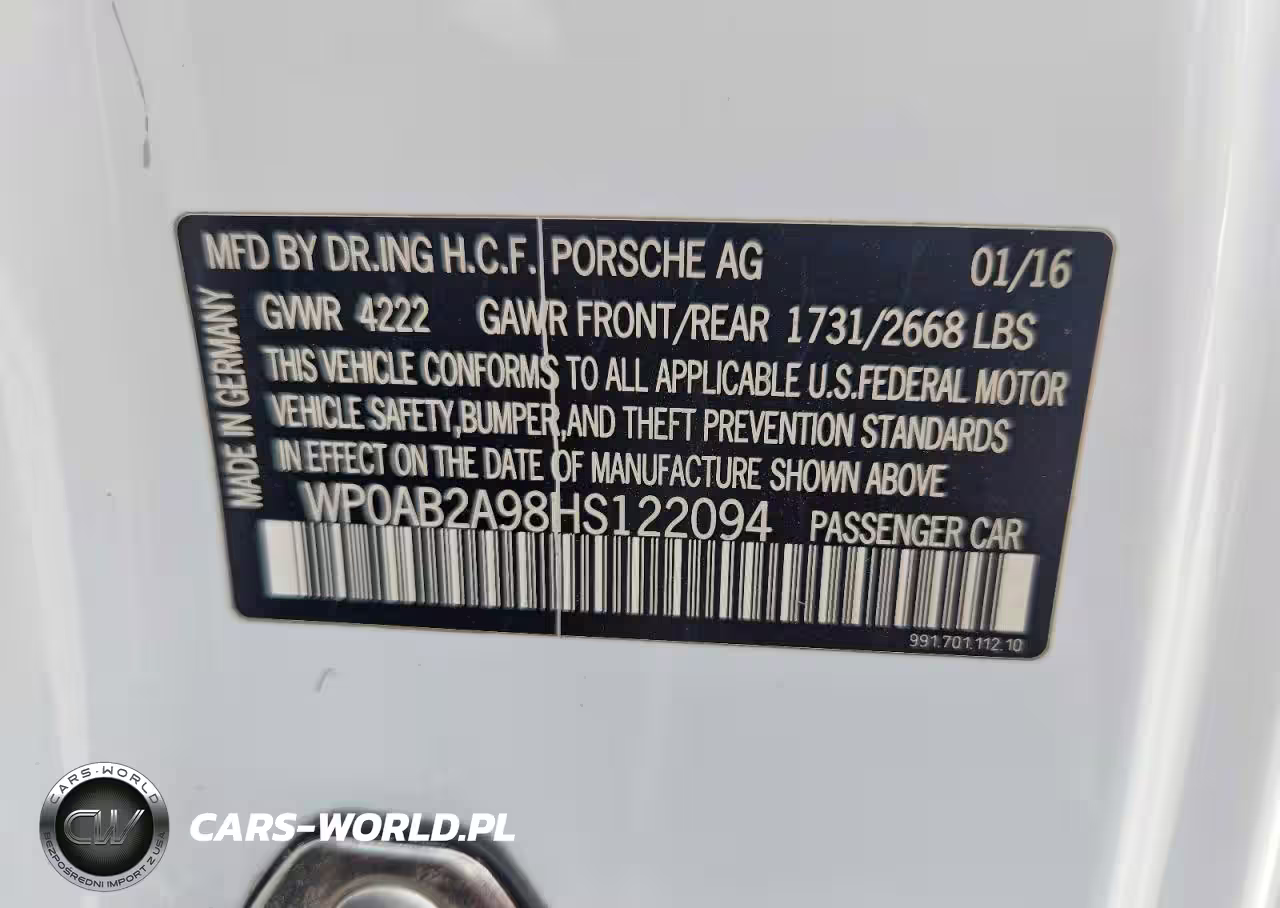 MFD BY DR.ING H.C.F. PORSCHE AG 01/16
GVWR 4222 GAWR FRONT/REAR 1731/2668 LBS
THIS VEHICLE CONFORMS TO ALL APPLICABLE U.S.FEDERAL MOTOR
VEHICLE SAFETY,BUMPER,AND THEFT PREVENTION STANDARDS
IN EFFECT ON THE DATE OF MANUFACTURE SHOWN ABOVE
WP0AB2A98HS122094 PASSENGER CAR
991.701.112.10
MADE IN GERMANY
CARS-WORLD
CW
BEZPOŚREDNI IMPORT Z USA
CARS-WORLD.PL